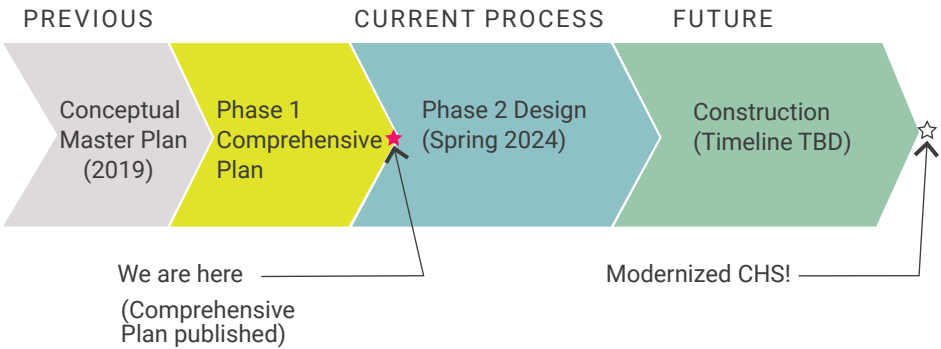 PREVIOUS
CURRENT PROCESS
FUTURE
Conceptual
Master Plan
(2019)
Phase 1
Comprehensive
Plan
Phase 2 Design
(Spring 2024)
Construction
(Timeline TBD)
We are here
(Comprehensive
Plan published)
Modernized CHS!